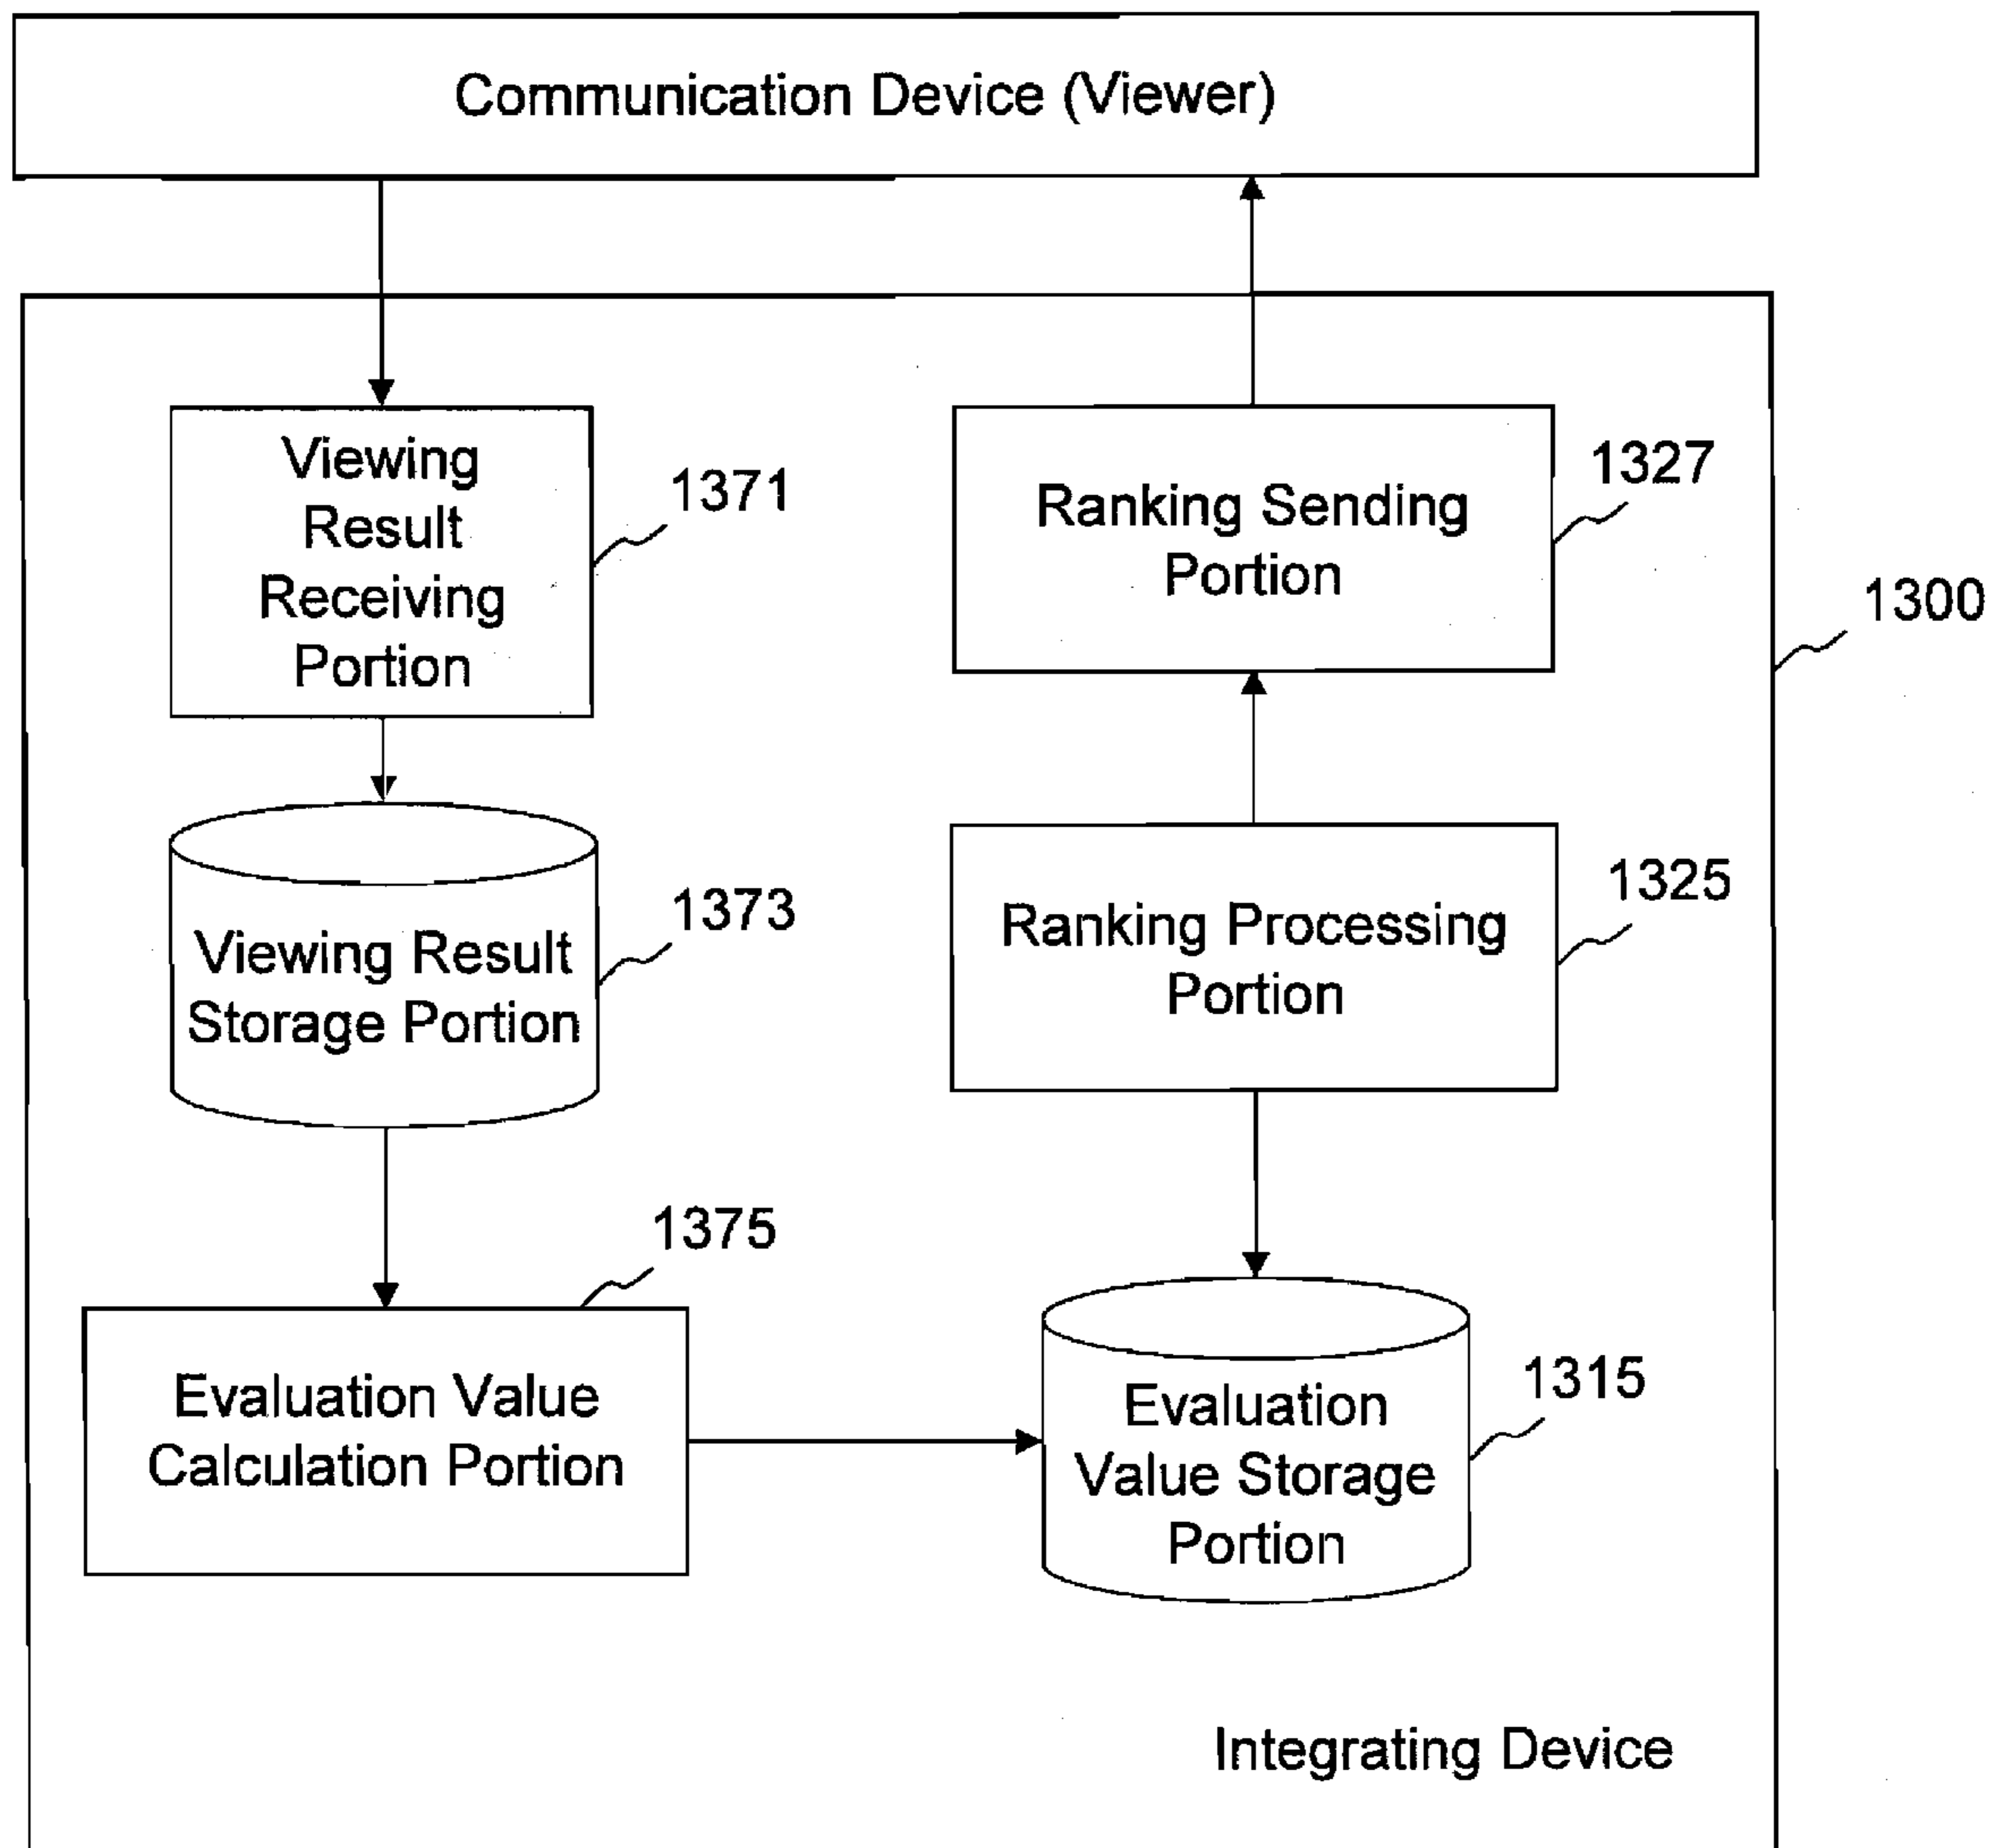 Communication Device (Viewer)
Viewing
Result
Receiving
Portion
1371
Ranking Sending
Portion
1327
1300
Viewing Result
Storage Portion
1373
Ranking Processing
Portion
1325
1375
Evaluation Value
Calculation Portion
Evaluation
Value Storage
Portion
1315
Integrating Device